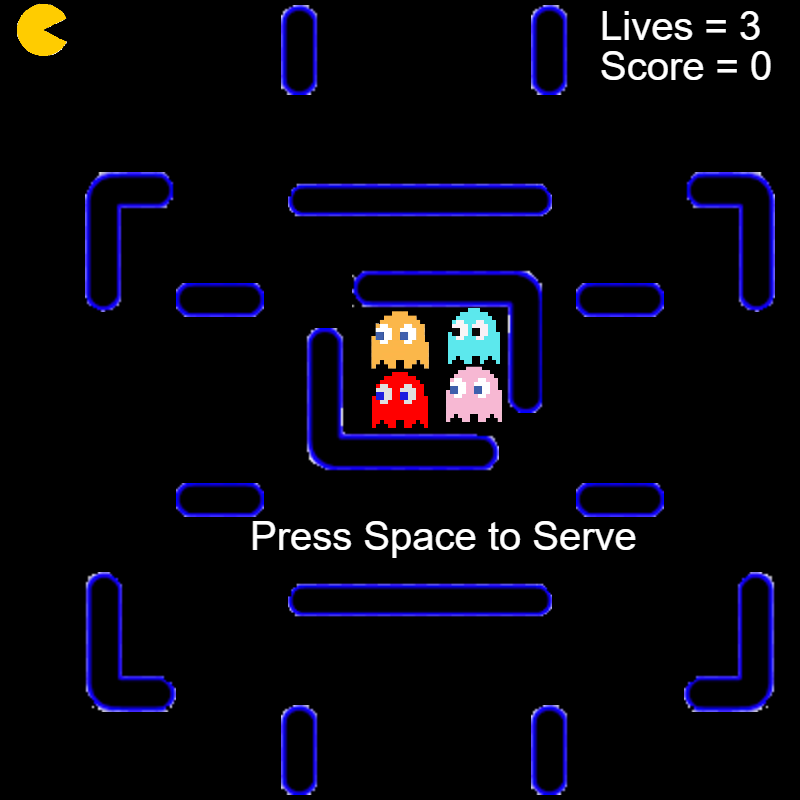 Lives = 3
Score = 0
Press Space to Serve